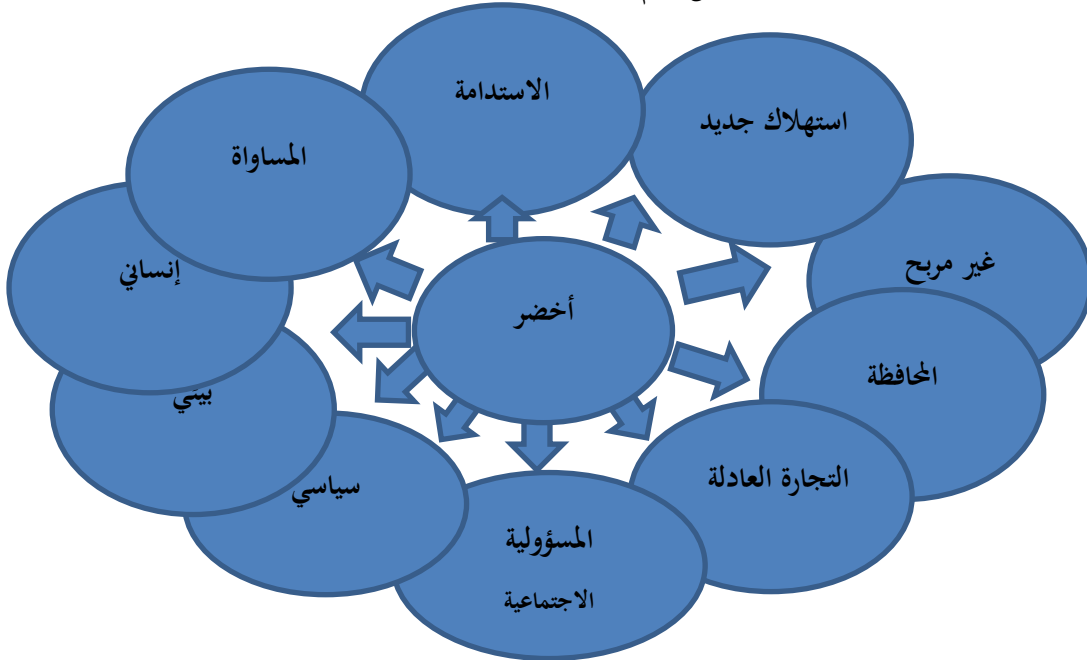 الاستدامة
استهلاك جديد
المساواة
غير مربح
إنساني
أخضر
المحافظة
بيئي
التجارة العادلة
سياسي
المسؤولية
الاجتماعية